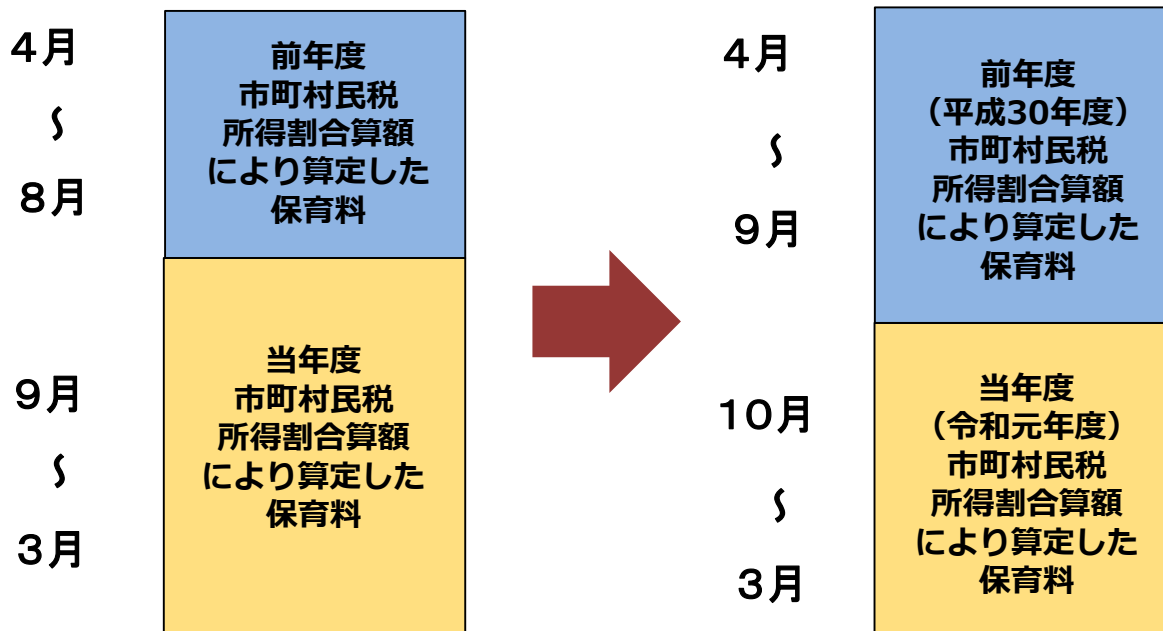 ４月
～
８月
前年度
市町村民税
所得割合算額
により算定した
保育料
９月
～
３月
当年度
市町村民税
所得割合算額
により算定した
保育料
４月
～
９月
前年度
（平成30年度）
市町村民税
所得割合算額
により算定した
保育料
１０月
～
３月
当年度
（令和元年度）
市町村民税
所得割合算額
により算定した
保育料